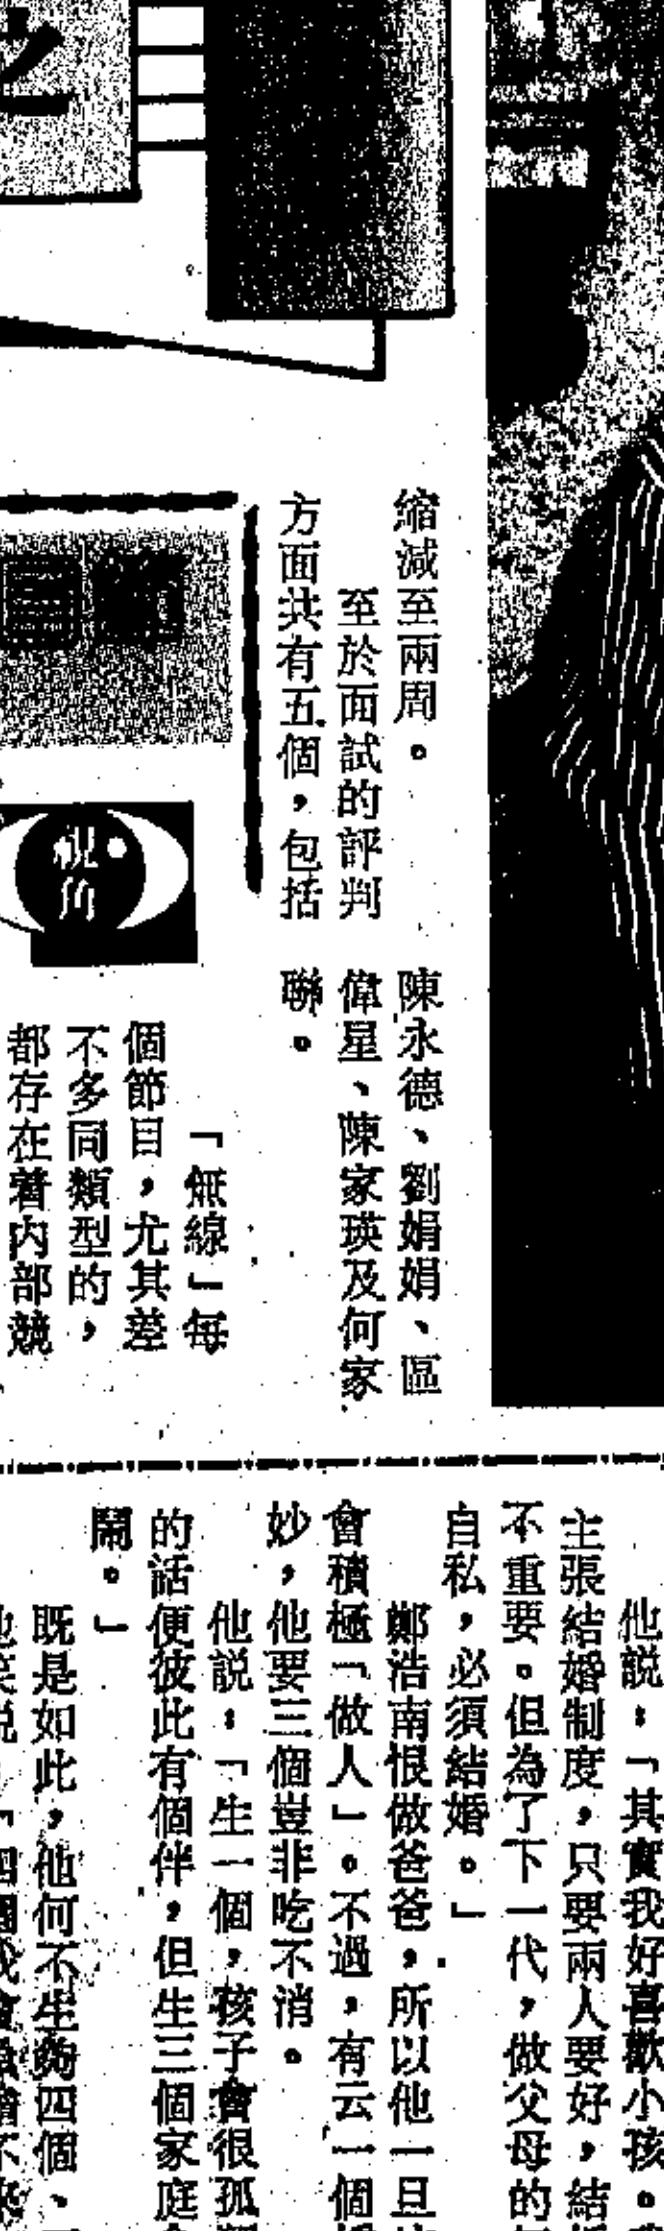 之
縮減至兩周。
至於面試的評判
方面共有五個，包括
陳永德、劉娟娟、區
偉星、陳家瑛及何家
聯。
視角
「無線」每
個節目，尤其差
不多同類型的，
都存在着內部競
他說：「其實我好喜歡小孩。
主張結婚制度，只要兩人要好，結
不重要。但為了下一代，做父母的
自私，必須結婚。」
鄭浩南恨做爸爸，所以他一旦
會積極「做人」。不過，有云一個
妙，他要三個豈非吃不消。
他說：「生一個，孩子會很孤
的話便彼此有個伴，但生三個家庭
鬧。」
既是如此，他何不生夠四個、